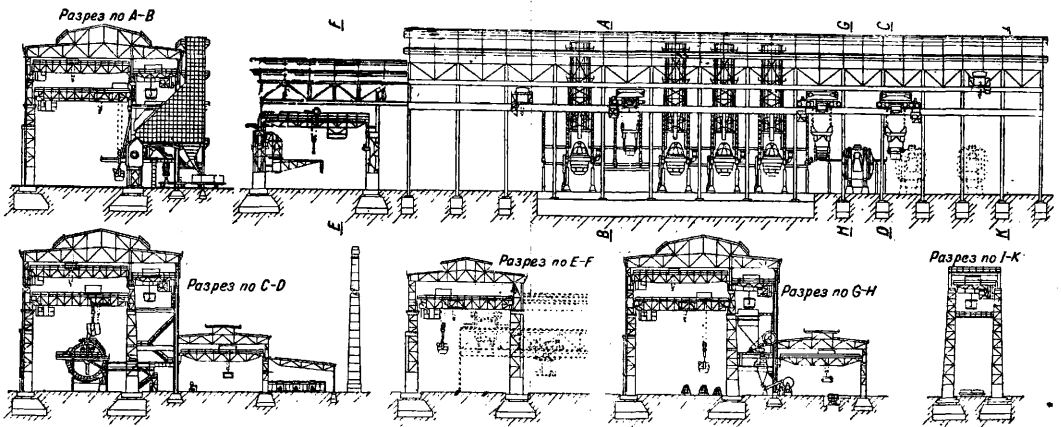 Разрез по A-B
F
A
G
C
E
B
H
D
K
Разрез по C-D
Разрез по E-F
Разрез по G-H
Разрез по I-K